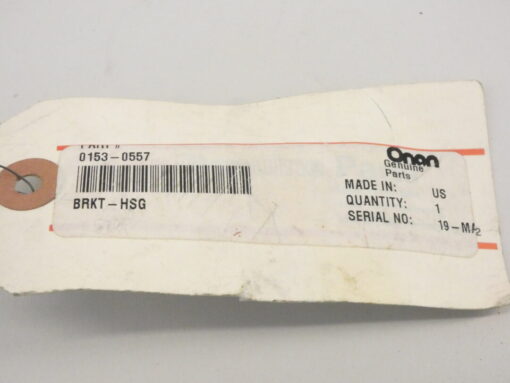 PART #
0153-0557
BRKT-HSG
Onan
Genuine
Parts
MADE IN: US
QUANTITY: 1
SERIAL NO: